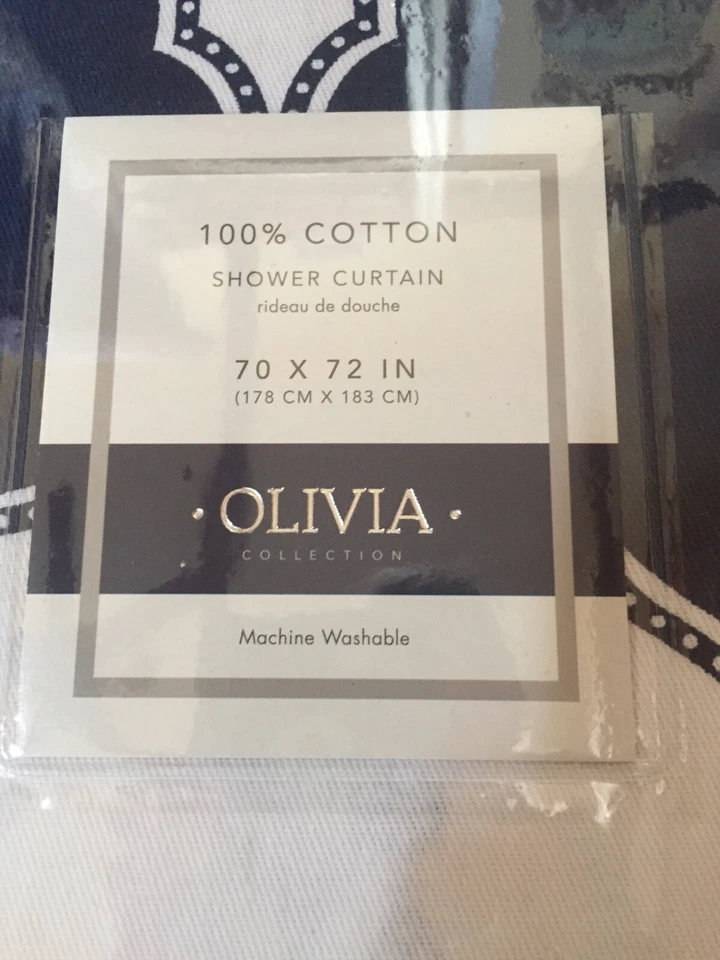 100% COTTON
SHOWER CURTAIN
rideau de douche
70 X 72 IN
(178 CM X 183 CM)
· OLIVIA ·
COLLECTION
Machine Washable